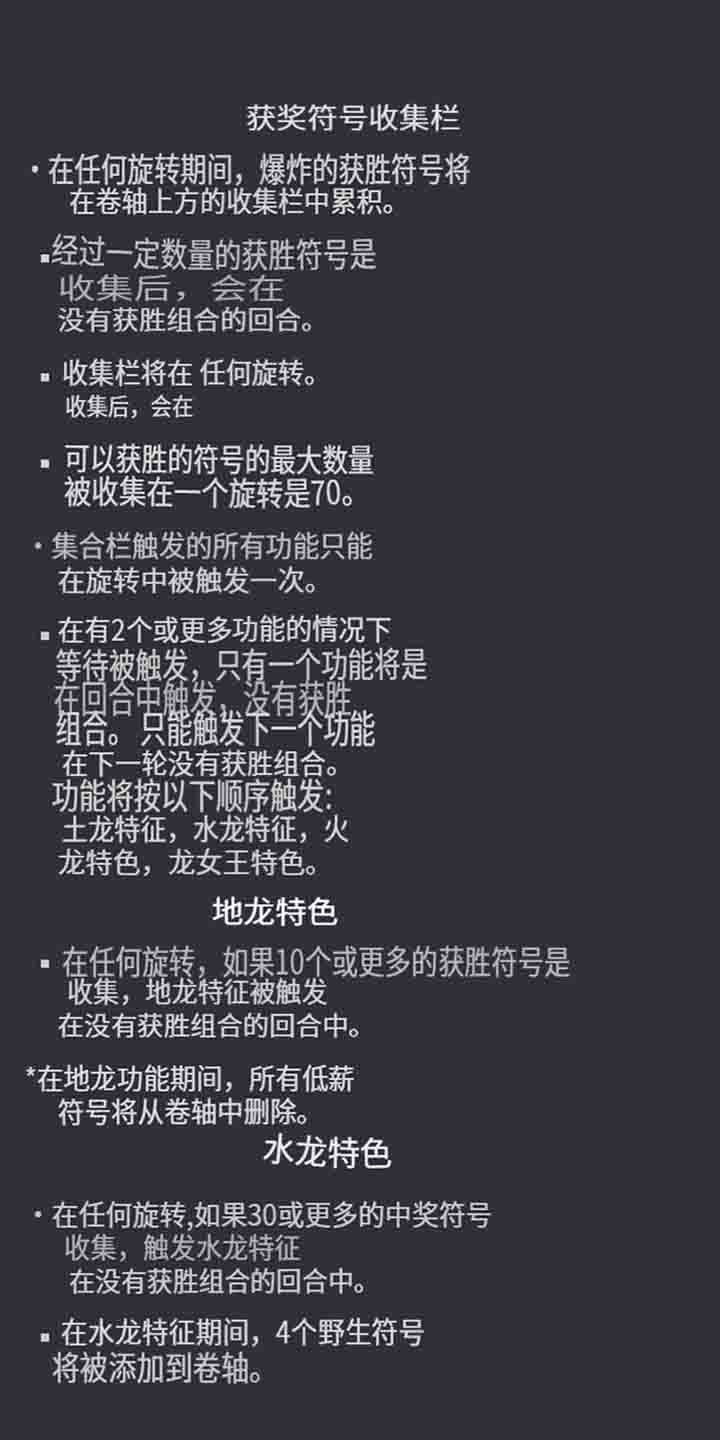 获奖符号收集栏
• 在任何旋转期间，爆炸的获胜符号将
在卷轴上方的收集栏中累积。
▪经过一定数量的获胜符号是
收集后，会在
没有获胜组合的回合。
▪ 收集栏将在 任何旋转。
收集后，会在
▪ 可以获胜的符号的最大数量
被收集在一个旋转是70。
• 集合栏触发的所有功能只能
在旋转中被触发一次。
▪ 在有2个或更多功能的情况下
等待被触发，只有一个功能将是
在回合中触发，没有获胜
组合。 只能触发下一个功能
在下一轮没有获胜组合。
功能将按以下顺序触发:
土龙特征，水龙特征，火
龙特色，龙女王特色。
地龙特色
▪ 在任何旋转，如果10个或更多的获胜符号是
收集，地龙特征被触发
在没有获胜组合的回合中。
*在地龙功能期间，所有低薪
符号将从卷轴中删除。
水龙特色
• 在任何旋转,如果30或更多的中奖符号
收集，触发水龙特征
在没有获胜组合的回合中。
▪ 在水龙特征期间，4个野生符号
将被添加到卷轴。